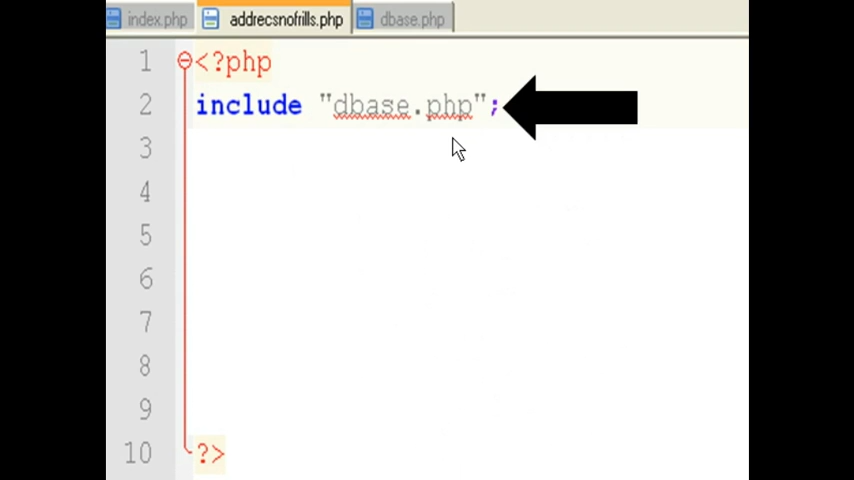 index.php addrecsnofrills.php dbase.php
1 <?php
2 include "dbase.php";
3
4
5
6
7
8
9
10 ?>